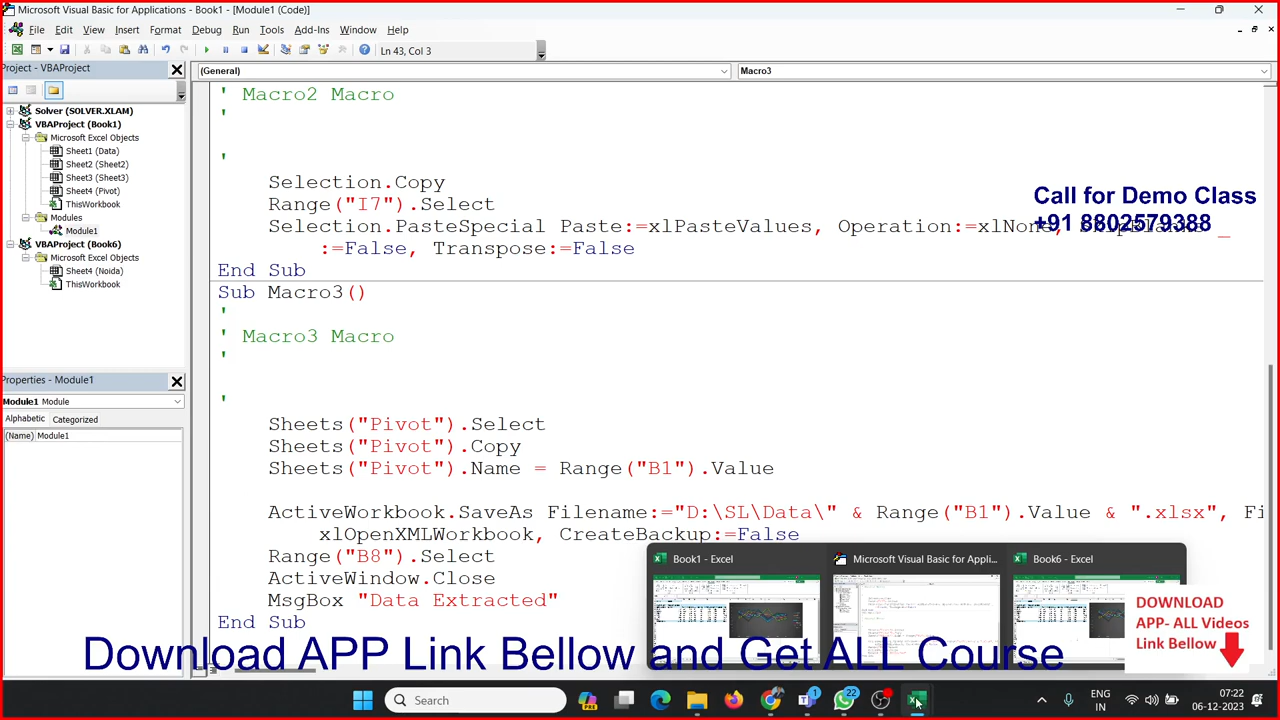 Microsoft Visual Basic for Applications - Book1 - [Module1 (Code)]
File Edit View Insert Format Debug Run Tools Add-Ins Window Help
Ln 43, Col 3
Project - VBAProject
(General)
Macro3
Solver (SOLVER.XLAM)
VBAProject (Book1)
Microsoft Excel Objects
Sheet1 (Data)
Sheet2 (Sheet2)
Sheet3 (Sheet3)
Sheet4 (Pivot)
ThisWorkbook
Modules
Module1
VBAProject (Book6)
Microsoft Excel Objects
Sheet4 (Noida)
ThisWorkbook
Properties - Module1
Module1 Module
Alphabetic Categorized
(Name) Module1
' Macro2 Macro
'
'
Selection.Copy
Range("I7").Select
Selection.PasteSpecial Paste:=xlPasteValues, Operation:=xlNone, SkipBlanks _
:=False, Transpose:=False
End Sub
Sub Macro3()
'
' Macro3 Macro
'
'
Sheets("Pivot").Select
Sheets("Pivot").Copy
Sheets("Pivot").Name = Range("B1").Value
ActiveWorkbook.SaveAs Filename:="D:\SL\Data\" & Range("B1").Value & ".xlsx", Fi
xlOpenXMLWorkbook, CreateBackup:=False
Range("B8").Select
ActiveWindow.Close
MsgBox "Data Extracted"
End Sub
Call for Demo Class
+91 8802579388
Book1 - Excel
Microsoft Visual Basic for Appli...
Book6 - Excel
DOWNLOAD
APP- ALL Videos
Link Bellow
Download APP Link Bellow and Get ALL Course
Search
PRE
1
22
ENG
IN
07:22
06-12-2023